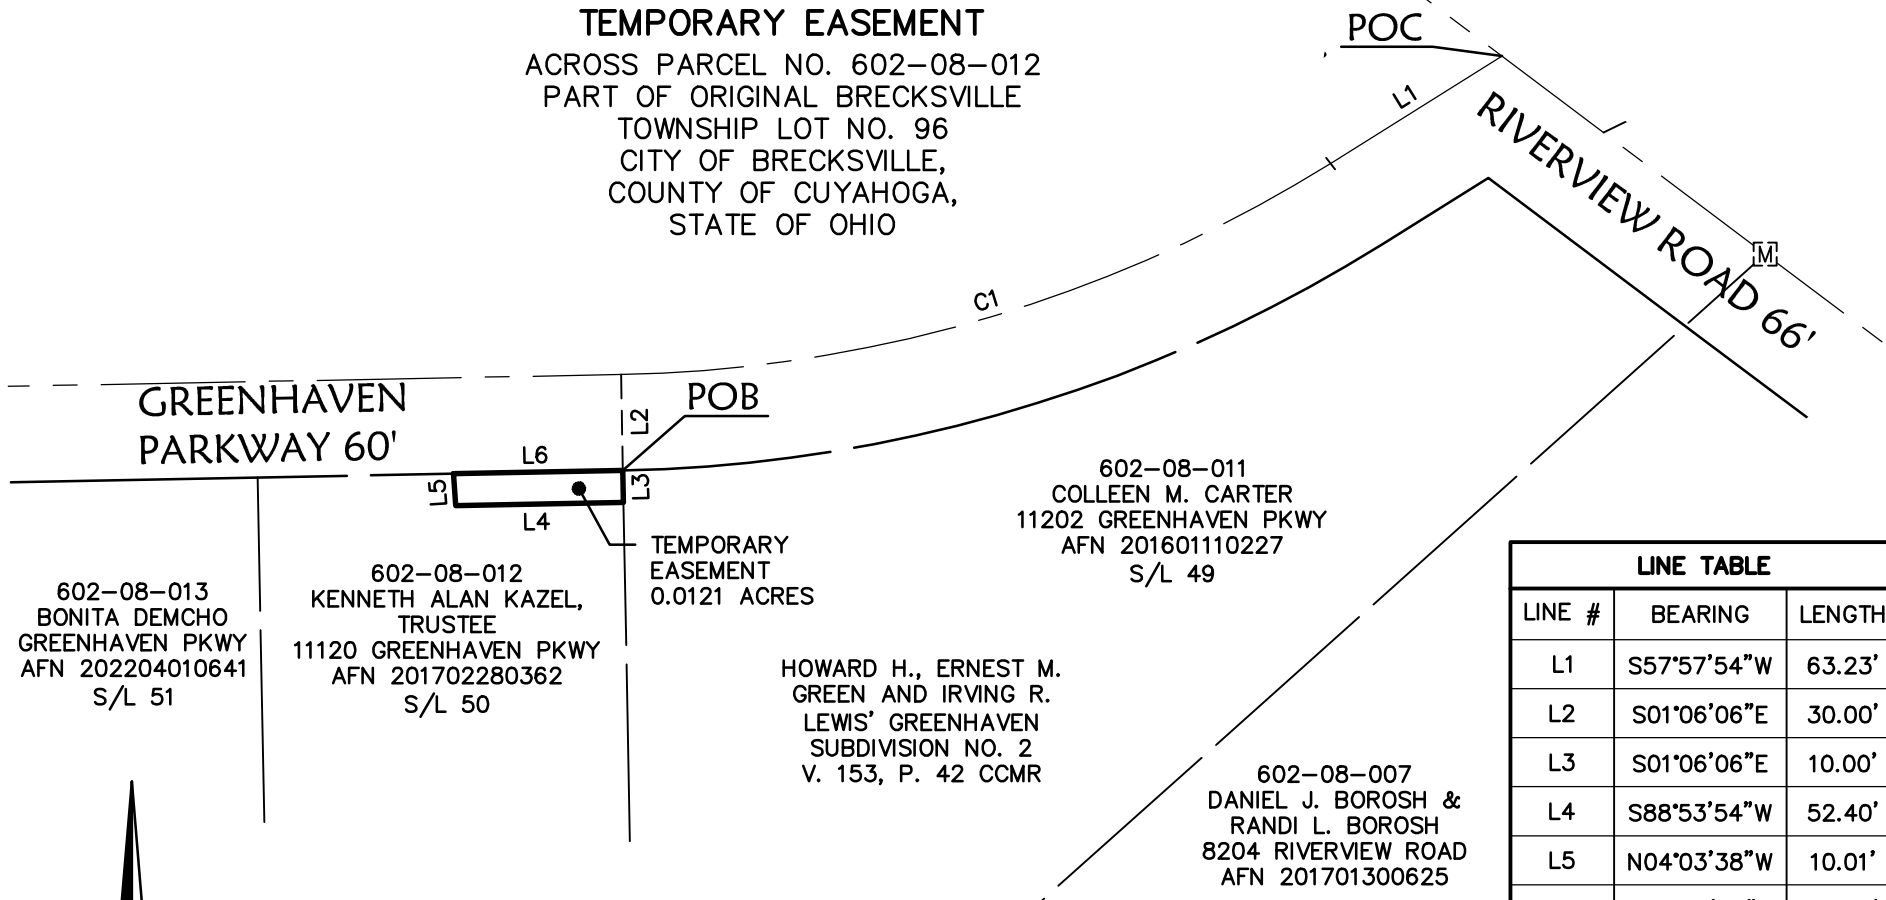 TEMPORARY EASEMENT
ACROSS PARCEL NO. 602-08-012
PART OF ORIGINAL BRECKSVILLE
TOWNSHIP LOT NO. 96
CITY OF BRECKSVILLE,
COUNTY OF CUYAHOGA,
STATE OF OHIO
POC
L1
RIVERVIEW ROAD 66'
M
C1
GREENHAVEN
PARKWAY 60'
L2
POB
L6
L5
L3
L4
TEMPORARY
EASEMENT
0.0121 ACRES
602-08-013
BONITA DEMCHO
GREENHAVEN PKWY
AFN 202204010641
S/L 51
602-08-012
KENNETH ALAN KAZEL,
TRUSTEE
11120 GREENHAVEN PKWY
AFN 201702280362
S/L 50
602-08-011
COLLEEN M. CARTER
11202 GREENHAVEN PKWY
AFN 201601110227
S/L 49
HOWARD H., ERNEST M.
GREEN AND IRVING R.
LEWIS' GREENHAVEN
SUBDIVISION NO. 2
V. 153, P. 42 CCMR
602-08-007
DANIEL J. BOROSH &
RANDI L. BOROSH
8204 RIVERVIEW ROAD
AFN 201701300625
LINE TABLE
LINE # BEARING LENGTH
L1 S57°57'54"W 63.23'
L2 S01°06'06"E 30.00'
L3 S01°06'06"E 10.00'
L4 S88°53'54"W 52.40'
L5 N04°03'38"W 10.01'